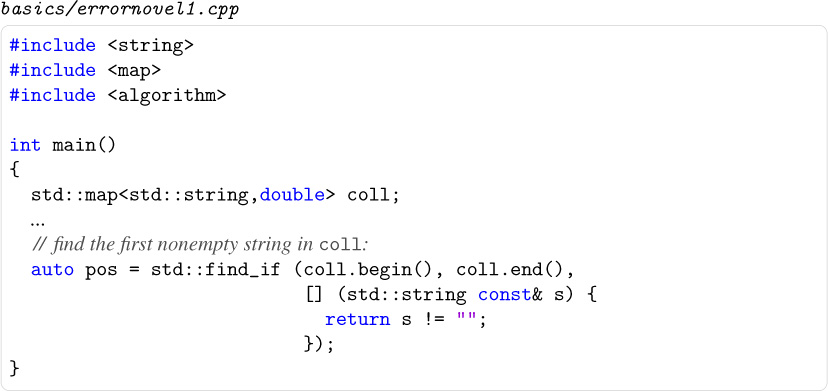 basics/errornovel1.cpp
#include <string>
#include <map>
#include <algorithm>
int main()
{
  std::map<std::string,double> coll;
  ...
  // find the first nonempty string in coll:
  auto pos = std::find_if (coll.begin(), coll.end(),
                           [] (std::string const& s) {
                             return s != "";
                           });
}